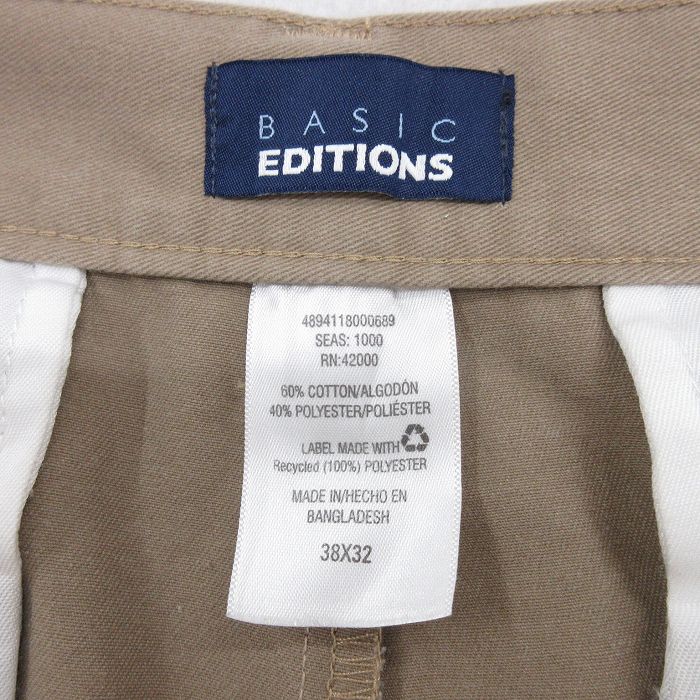 BASIC
EDITIONS
4894118000689
SEAS: 1000
RN:42000
60% COTTON/ALGODÓN
40% POLYESTER/POLIÉSTER
LABEL MADE WITH
Recycled (100%) POLYESTER
MADE IN/HECHO EN
BANGLADESH
38X32